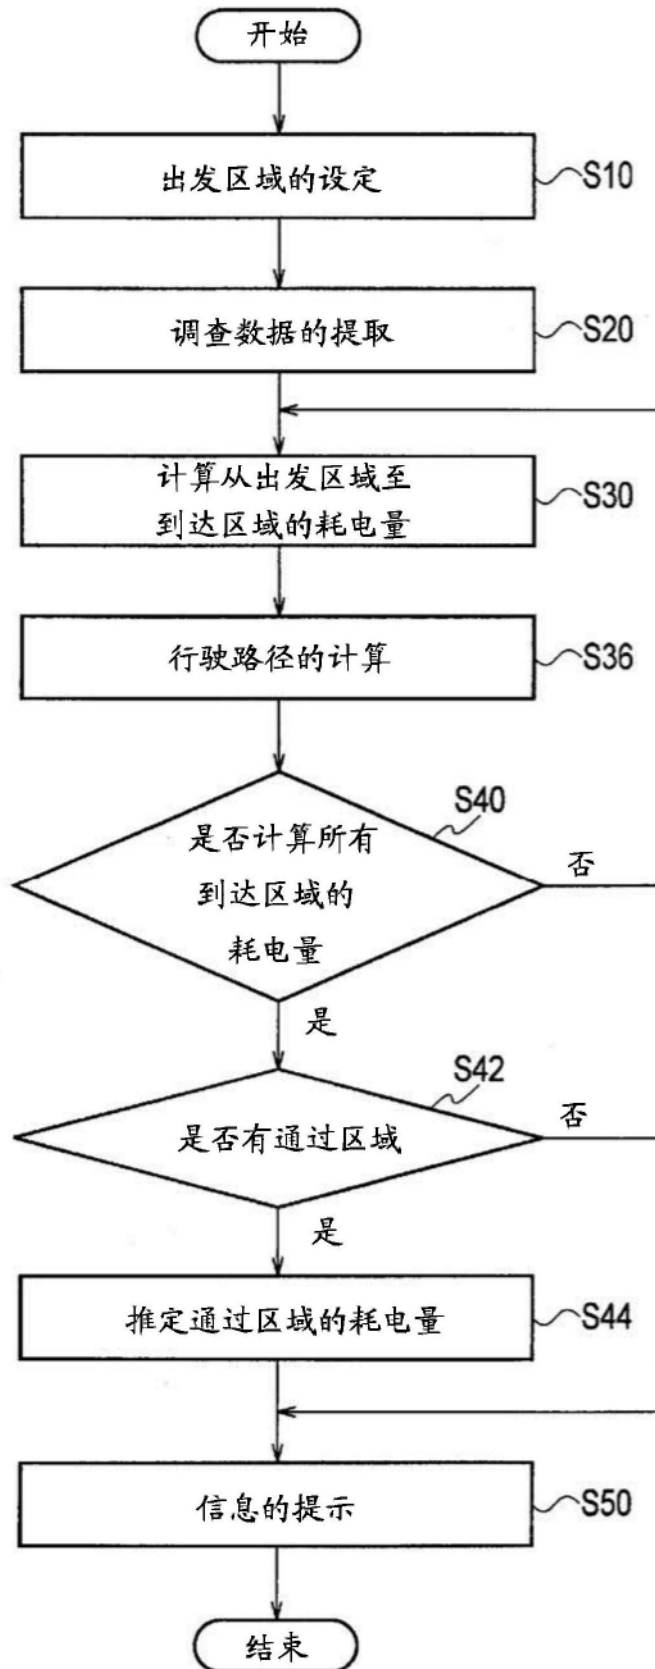 开始
出发区域的设定
S10
调查数据的提取
S20
计算从出发区域至
到达区域的耗电量
S30
行驶路径的计算
S36
S40
是否计算所有
到达区域的
耗电量
否
是
S42
是否有通过区域
否
是
推定通过区域的耗电量
S44
信息的提示
S50
结束